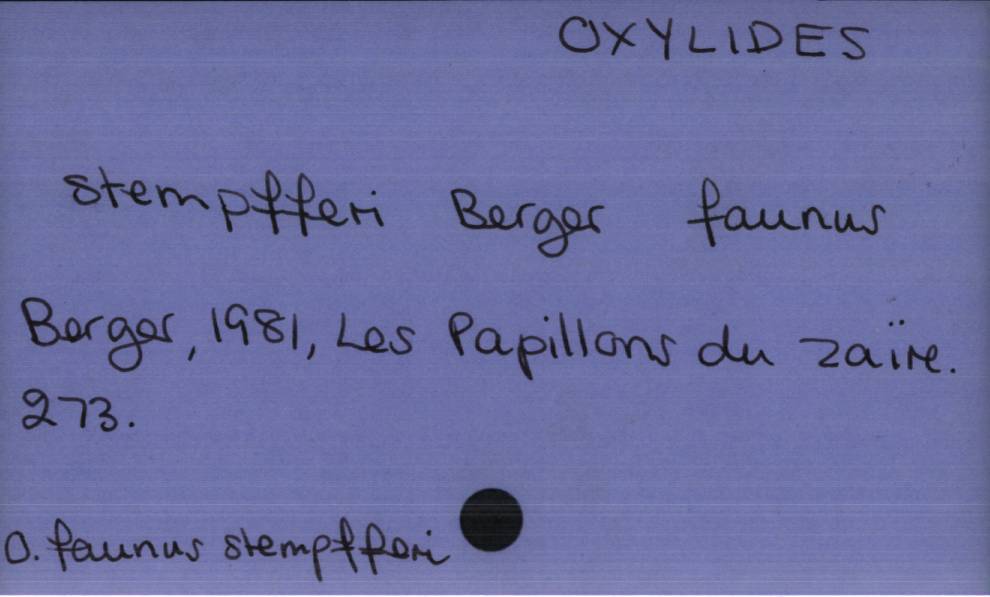 OXYLIDES
stempfferi Berger faunus
Berger, 1981, Les Papillons du zaïre.
273.
O. faunus stempfferi